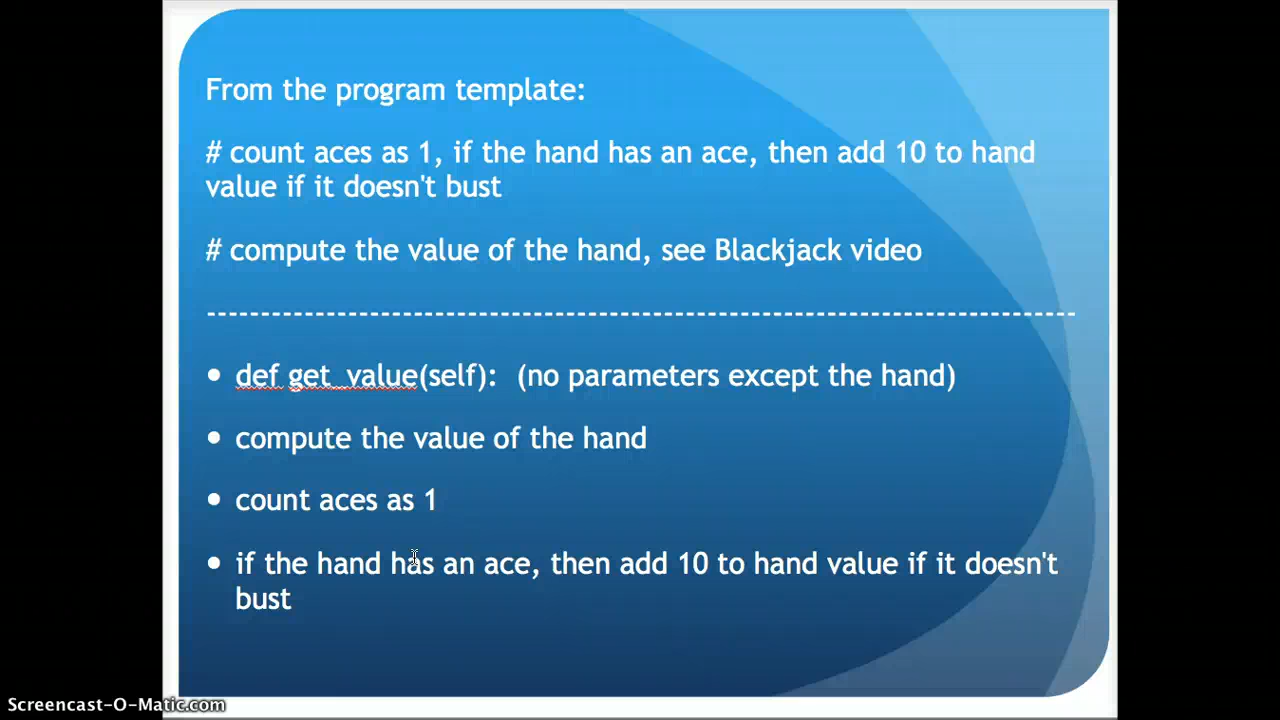 From the program template:
# count aces as 1, if the hand has an ace, then add 10 to hand
value if it doesn't bust
# compute the value of the hand, see Blackjack video
--------------------------------------------------------------------------------
• def get_value(self):  (no parameters except the hand)
• compute the value of the hand
• count aces as 1
• if the hand has an ace, then add 10 to hand value if it doesn't
bust
Screencast-O-Matic.com